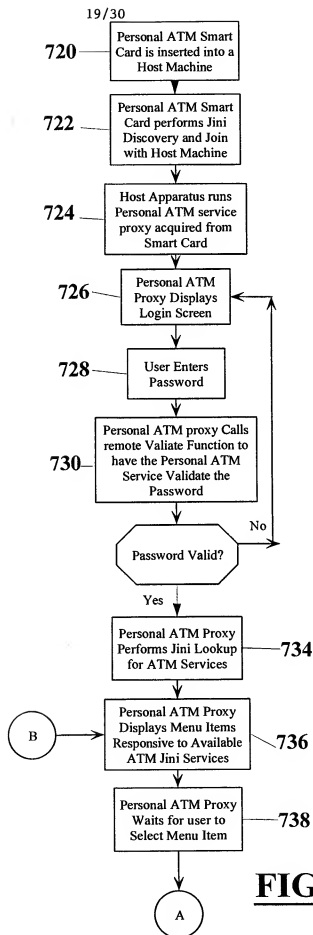 19/30
Personal ATM Smart
Card is inserted into a
Host Machine
720
Personal ATM Smart
Card performs Jini
Discovery and Join
with Host Machine
722
Host Apparatus runs
Personal ATM service
proxy acquired from
Smart Card
724
Personal ATM
Proxy Displays
Login Screen
726
User Enters
Password
728
Personal ATM proxy Calls
remote Valiate Function to
have the Personal ATM
Service Validate the
Password
730
No
Password Valid?
Yes
Personal ATM Proxy
Performs Jini Lookup
for ATM Services
734
Personal ATM Proxy
Displays Menu Items
Responsive to Available
ATM Jini Services
736
B
Personal ATM Proxy
Waits for user to
Select Menu Item
738
FIG
A